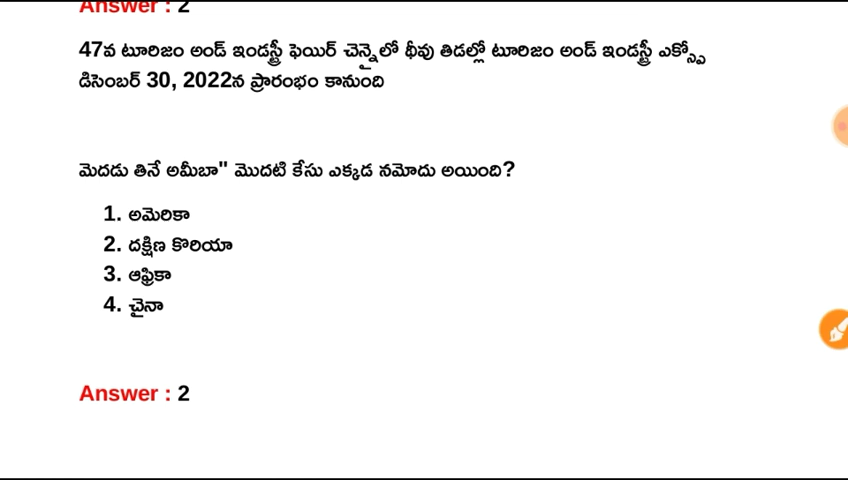 Answer : 2
47వ టూరిజం అండ్ ఇండస్ట్రీ ఫెయిర్ చెన్నైలో థీవు తిడల్లో టూరిజం అండ్ ఇండస్ట్రీ ఎక్స్పో
డిసెంబర్ 30, 2022న ప్రారంభం కానుంది
మెదడు తినే అమీబా" మొదటి కేసు ఎక్కడ నమోదు అయింది?
1. అమెరికా
2. దక్షిణ కొరియా
3. ఆఫ్రికా
4. చైనా
Answer : 2